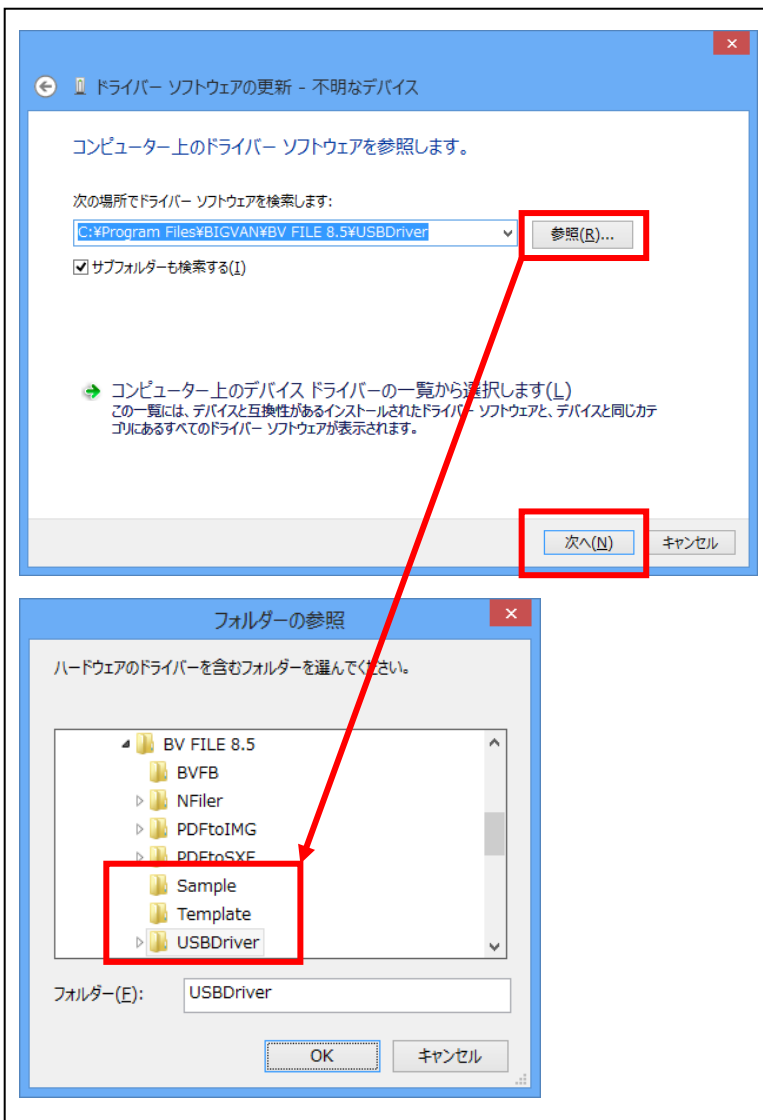 ドライバー ソフトウェアの更新 - 不明なデバイス
コンピューター上のドライバー ソフトウェアを参照します。
次の場所でドライバー ソフトウェアを検索します:
C:¥Program Files¥BIGVAN¥BV FILE 8.5¥USBDriver
参照(R)...
サブフォルダーも検索する(I)
コンピューター上のデバイス ドライバーの一覧から選択します(L)
この一覧には、デバイスと互換性があるインストールされたドライバー ソフトウェアと、デバイスと同じカテ
ゴリにあるすべてのドライバー ソフトウェアが表示されます。
次へ(N)
キャンセル
フォルダーの参照
ハードウェアのドライバーを含むフォルダーを選んでください。
BV FILE 8.5
BVFB
NFiler
PDFtoIMG
PDFtoSXF
Sample
Template
USBDriver
フォルダー(F):
USBDriver
OK
キャンセル